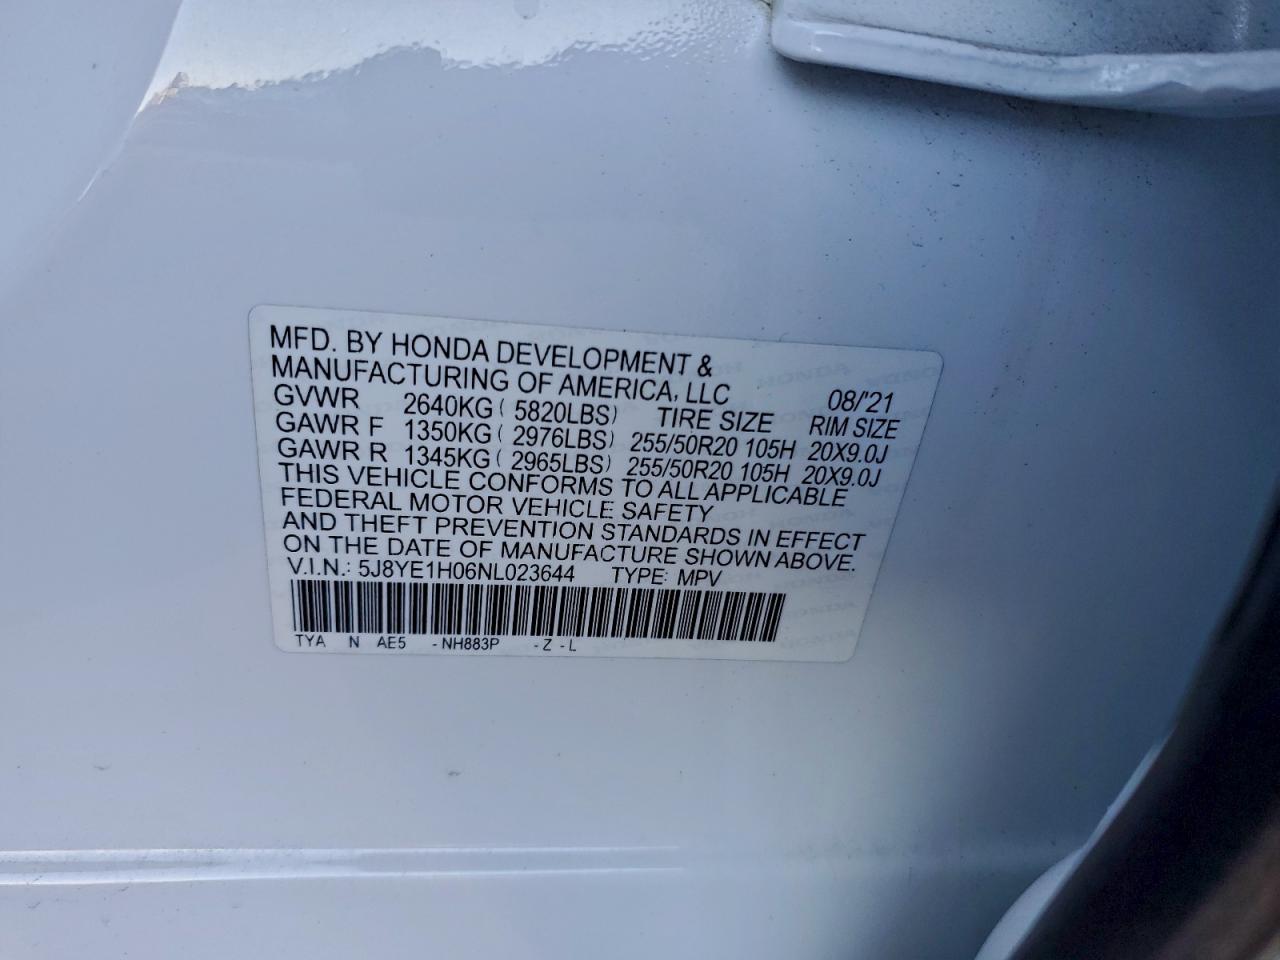 MFD. BY HONDA DEVELOPMENT &
MANUFACTURING OF AMERICA, LLC 08/'21
GVWR 2640KG ( 5820LBS) TIRE SIZE RIM SIZE
GAWR F 1350KG ( 2976LBS) 255/50R20 105H 20X9.0J
GAWR R 1345KG ( 2965LBS) 255/50R20 105H 20X9.0J
THIS VEHICLE CONFORMS TO ALL APPLICABLE
FEDERAL MOTOR VEHICLE SAFETY
AND THEFT PREVENTION STANDARDS IN EFFECT
ON THE DATE OF MANUFACTURE SHOWN ABOVE.
V.I.N.: 5J8YE1H06NL023644 TYPE: MPV
TYA N AE5 - NH883P - Z - L